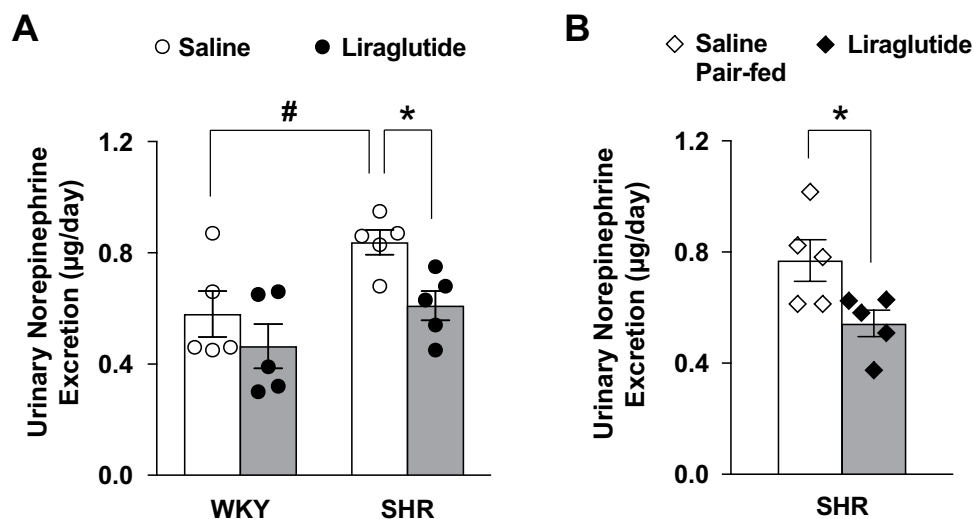 A
Saline
Liraglutide
#
*
Urinary Norepinephrine
Excretion (µg/day)
1.2
0.8
0.4
0.0
WKY
SHR
B
Saline
Pair-fed
Liraglutide
*
Urinary Norepinephrine
Excretion (µg/day)
1.2
0.8
0.4
0.0
SHR